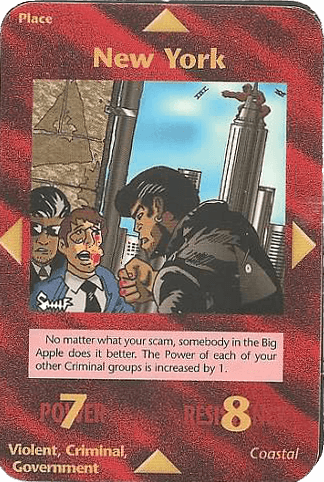 Place
New York
No matter what your scam, somebody in the Big
Apple does it better. The Power of each of your
other Criminal groups is increased by 1.
POWER
7
RESISTANCE
8
Violent, Criminal,
Government
Coastal